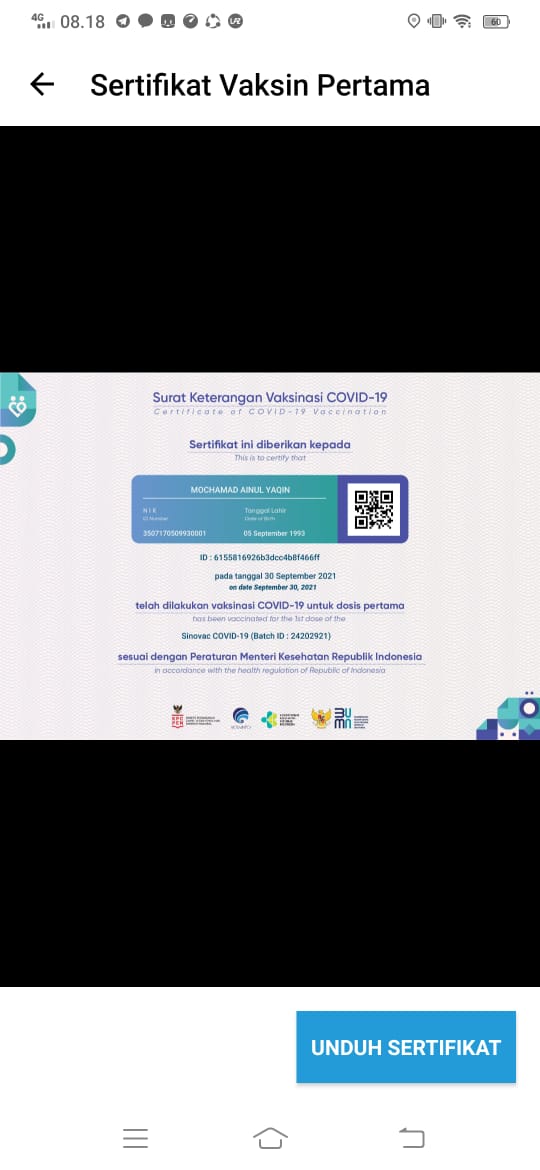 4G 08.18 60
Sertifikat Vaksin Pertama
Surat Keterangan Vaksinasi COVID-19
Certificate of COVID-19 Vaccination
Sertifikat ini diberikan kepada
This is to certify that
MOCHAMAD AINUL YAQIN
NIK Tanggal Lahir
ID Number Date of Birth
3507170509930001 05 September 1993
ID : 6155816926b3dcc4b8f466ff
pada tanggal 30 September 2021
on date September 30, 2021
telah dilakukan vaksinasi COVID-19 untuk dosis pertama
has been vaccinated for the 1st dose of the
Sinovac COVID-19 (Batch ID : 24202921)
sesuai dengan Peraturan Menteri Kesehatan Republik Indonesia
in accordance with the health regulation of Republic of Indonesia
KPC PEN KOMINFO BUMN
UNDUH SERTIFIKAT